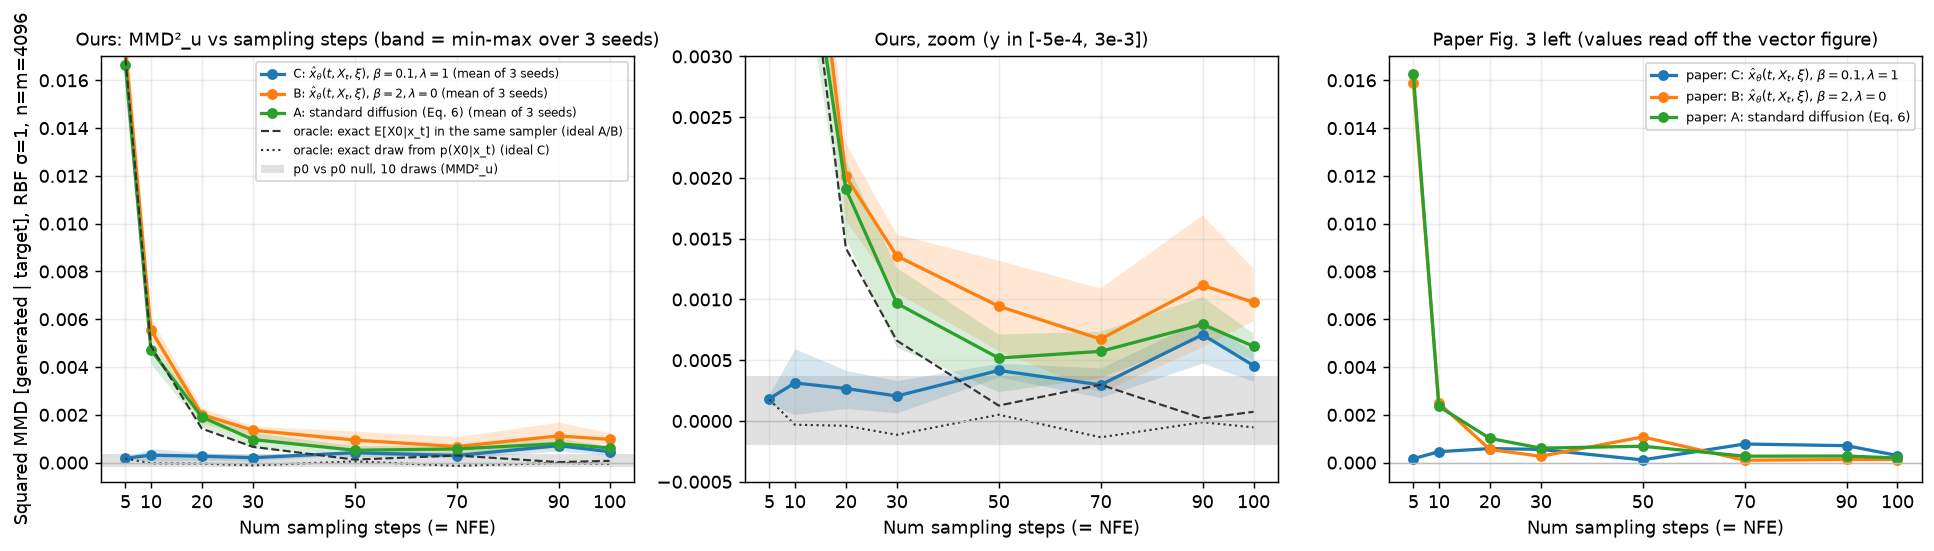 Ours: MMD²_u vs sampling steps (band = min-max over 3 seeds)
Squared MMD [generated | target], RBF σ=1, n=m=4096
0.016
0.014
0.012
0.010
0.008
0.006
0.004
0.002
0.000
C: x̂_θ(t, X_t, ξ), β = 0.1, λ = 1 (mean of 3 seeds)
B: x̂_θ(t, X_t, ξ), β = 2, λ = 0 (mean of 3 seeds)
A: standard diffusion (Eq. 6) (mean of 3 seeds)
oracle: exact E[X0|x_t] in the same sampler (ideal A/B)
oracle: exact draw from p(X0|x_t) (ideal C)
p0 vs p0 null, 10 draws (MMD²_u)
5 10 20 30 50 70 90 100
Num sampling steps (= NFE)
Ours, zoom (y in [-5e-4, 3e-3])
0.0030
0.0025
0.0020
0.0015
0.0010
0.0005
0.0000
−0.0005
5 10 20 30 50 70 90 100
Num sampling steps (= NFE)
Paper Fig. 3 left (values read off the vector figure)
0.016
0.014
0.012
0.010
0.008
0.006
0.004
0.002
0.000
paper: C: x̂_θ(t, X_t, ξ), β = 0.1, λ = 1
paper: B: x̂_θ(t, X_t, ξ), β = 2, λ = 0
paper: A: standard diffusion (Eq. 6)
5 10 20 30 50 70 90 100
Num sampling steps (= NFE)